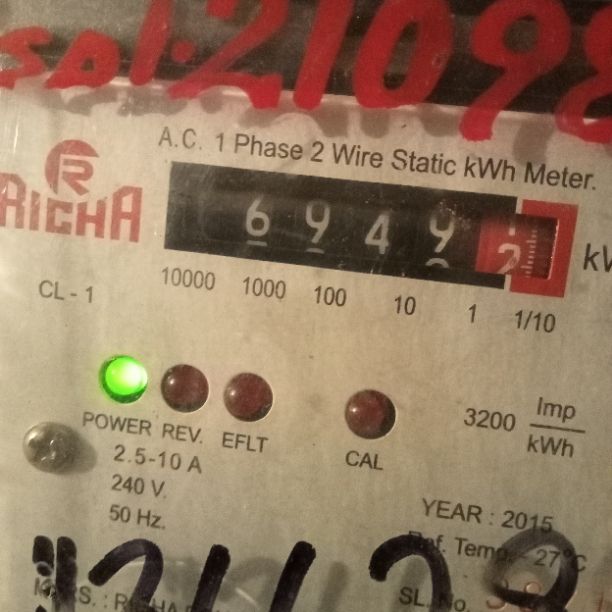 21098
A.C. 1 Phase 2 Wire Static kWh Meter.
RICHA
6 9 4 9 2
CL - 1
10000 1000 100 10 1 1/10
3200 Imp/kWh
POWER REV. EFLT CAL
2.5-10 A
240 V.
50 Hz.
YEAR : 2015
Ref. Temp. - 27°C
SL. No.